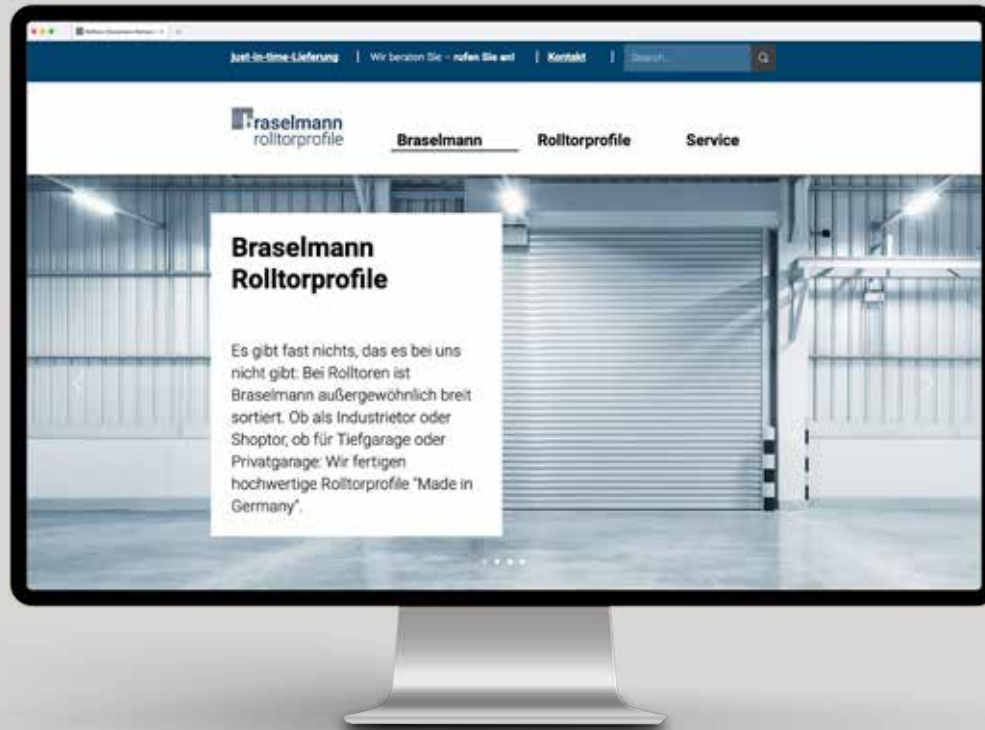 just-in-time-Lieferung | Wir beraten Sie – rufen Sie an! | Kontakt | Search...
Braselmann
rolltorprofile
Braselmann Rolltorprofile Service
Braselmann
Rolltorprofile
Es gibt fast nichts, das es bei uns
nicht gibt: Bei Rolltoren ist
Braselmann außergewöhnlich breit
sortiert. Ob als Industrietor oder
Shoptor, ob für Tiefgarage oder
Privatgarage: Wir fertigen
hochwertige Rolltorprofile "Made in
Germany".